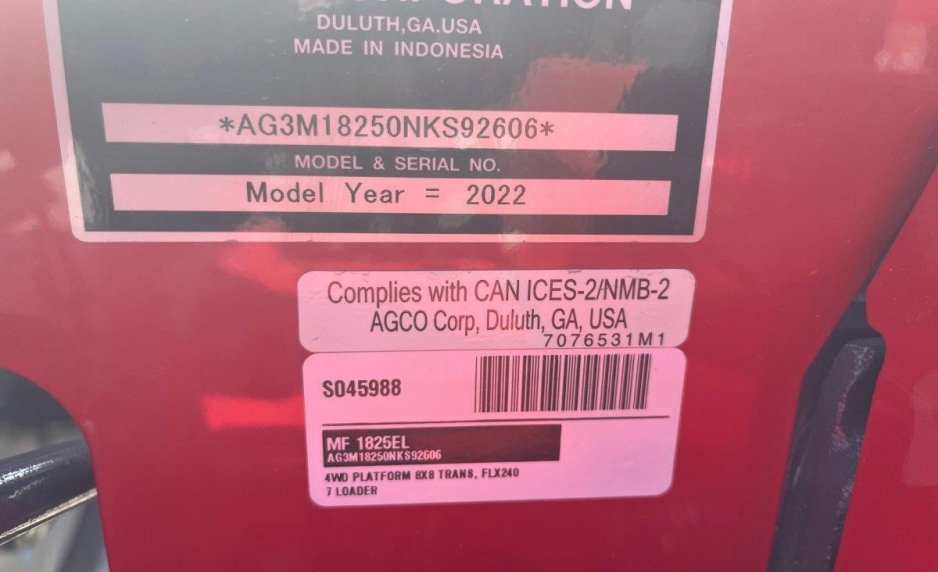 CORPORATION
DULUTH,GA.USA
MADE IN INDONESIA
*AG3M18250NKS92606*
MODEL & SERIAL NO.
Model Year = 2022
Complies with CAN ICES-2/NMB-2
AGCO Corp, Duluth, GA, USA
7076531M1
S045988
MF 1825EL
AG3M18250NKS92606
4WD PLATFORM 8X8 TRANS, FLX240
7 LOADER